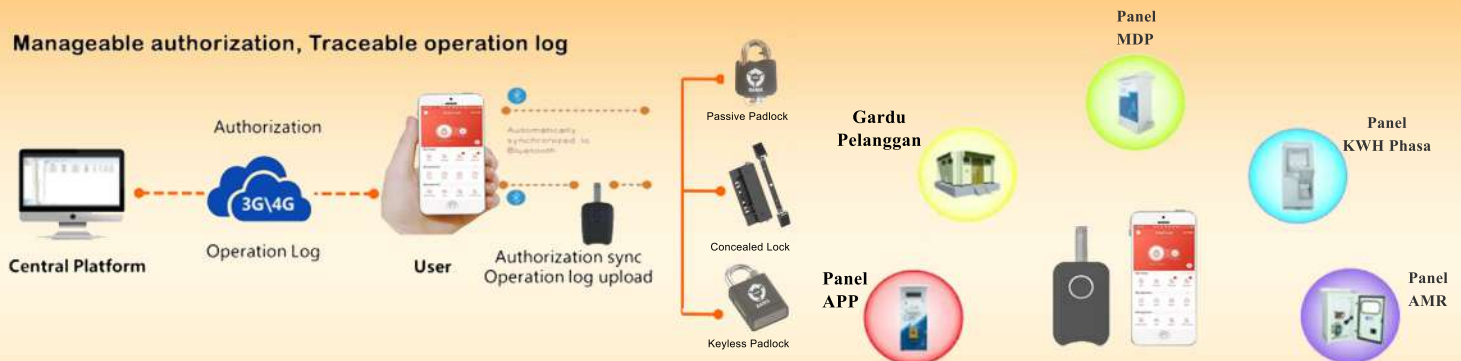 Manageable authorization, Traceable operation log
Authorization
3G\4G
Operation Log
Central Platform
User
Automatically
synchronized to
Bluetooth
Authorization sync
Operation log upload
Passive Padlock
Concealed Lock
Keyless Padlock
Panel
MDP
Gardu
Pelanggan
Panel
KWH Phasa
Panel
APP
Panel
AMR